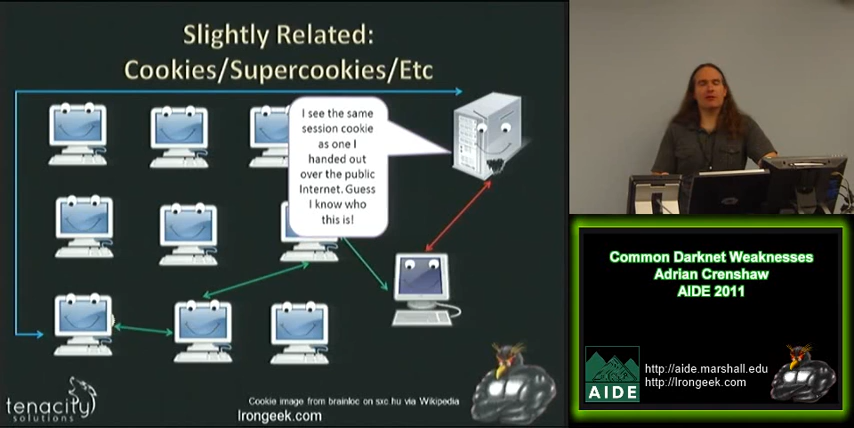 Slightly Related:
Cookies/Supercookies/Etc
I see the same
session cookie
as one I
handed out
over the public
Internet. Guess
I know who
this is!
Cookie image from brainloc on sxc.hu via Wikipedia
tenacity
solutions
Irongeek.com
Common Darknet Weaknesses
Adrian Crenshaw
AIDE 2011
AIDE
http://aide.marshall.edu
http://Irongeek.com